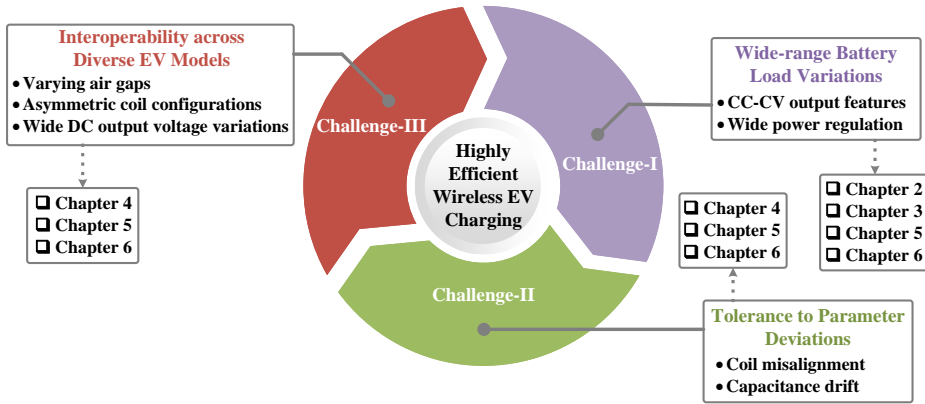 Interoperability across
Diverse EV Models
• Varying air gaps
• Asymmetric coil configurations
• Wide DC output voltage variations
❑ Chapter 4
❑ Chapter 5
❑ Chapter 6
Challenge-III
Highly
Efficient
Wireless EV
Charging
Challenge-I
Challenge-II
Wide-range Battery
Load Variations
• CC-CV output features
• Wide power regulation
❑ Chapter 2
❑ Chapter 3
❑ Chapter 5
❑ Chapter 6
❑ Chapter 4
❑ Chapter 5
❑ Chapter 6
Tolerance to Parameter
Deviations
• Coil misalignment
• Capacitance drift